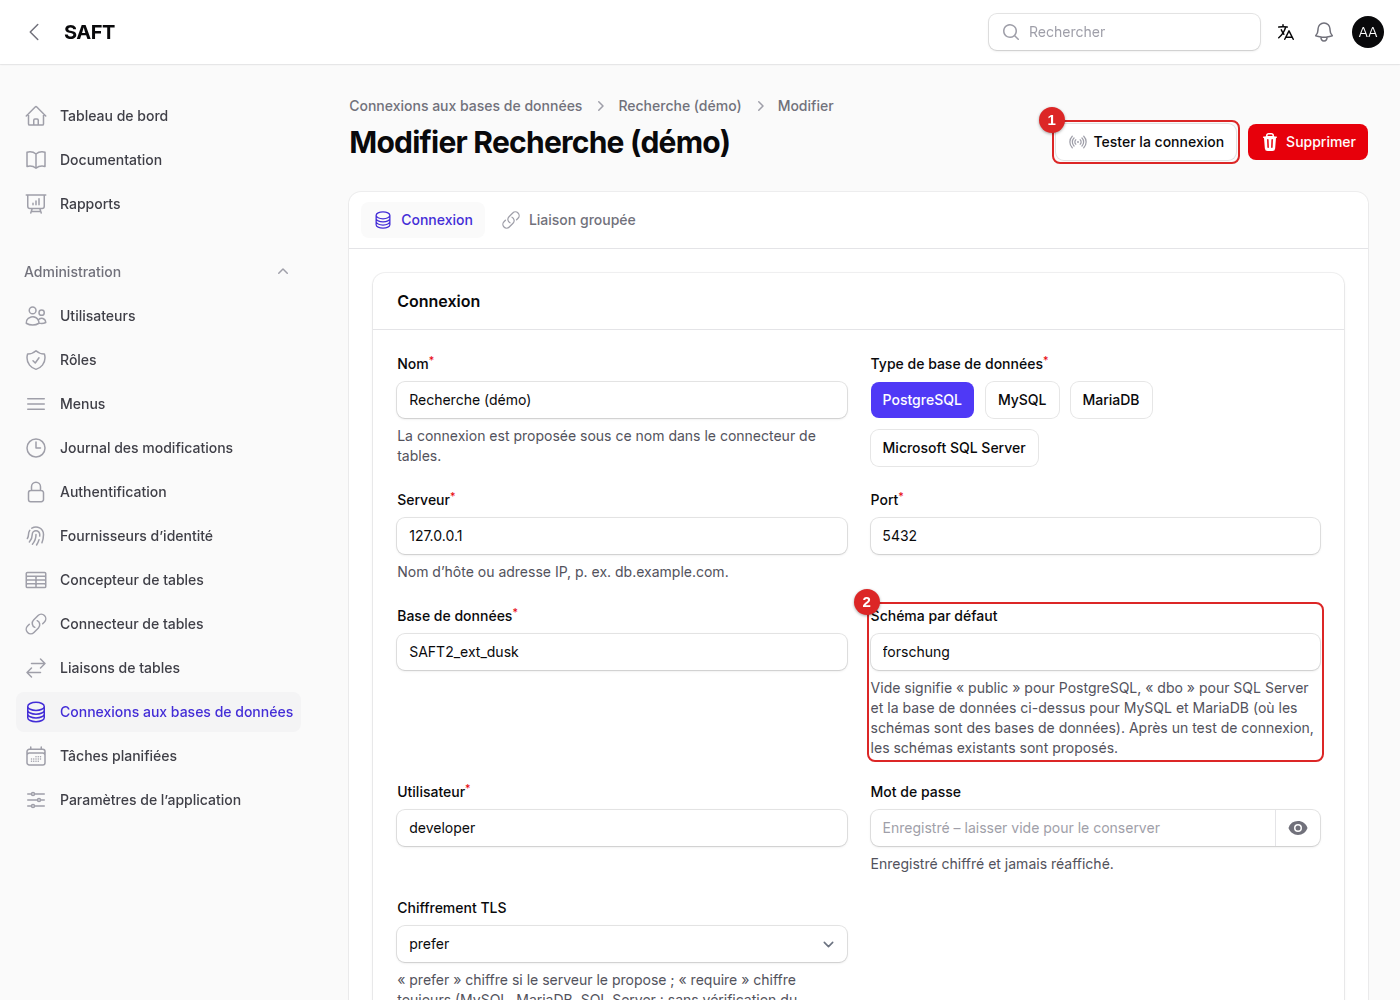 SAFT
Rechercher
AA
Tableau de bord
Documentation
Rapports
Administration
Utilisateurs
Rôles
Menus
Journal des modifications
Authentification
Fournisseurs d’identité
Concepteur de tables
Connecteur de tables
Liaisons de tables
Connexions aux bases de données
Tâches planifiées
Paramètres de l’application
Connexions aux bases de données > Recherche (démo) > Modifier
Modifier Recherche (démo)
1
Tester la connexion
Supprimer
Connexion
Liaison groupée
Connexion
Nom*
Recherche (démo)
La connexion est proposée sous ce nom dans le connecteur de
tables.
Type de base de données*
PostgreSQL
MySQL
MariaDB
Microsoft SQL Server
Serveur*
127.0.0.1
Nom d’hôte ou adresse IP, p. ex. db.example.com.
Port*
5432
Base de données*
SAFT2_ext_dusk
2
Schéma par défaut
forschung
Vide signifie « public » pour PostgreSQL, « dbo » pour SQL Server
et la base de données ci-dessus pour MySQL et MariaDB (où les
schémas sont des bases de données). Après un test de connexion,
les schémas existants sont proposés.
Utilisateur*
developer
Mot de passe
Enregistré – laisser vide pour le conserver
Enregistré chiffré et jamais réaffiché.
Chiffrement TLS
prefer
« prefer » chiffre si le serveur le propose ; « require » chiffre
toujours (MySQL, MariaDB, SQL Server : sans vérification du